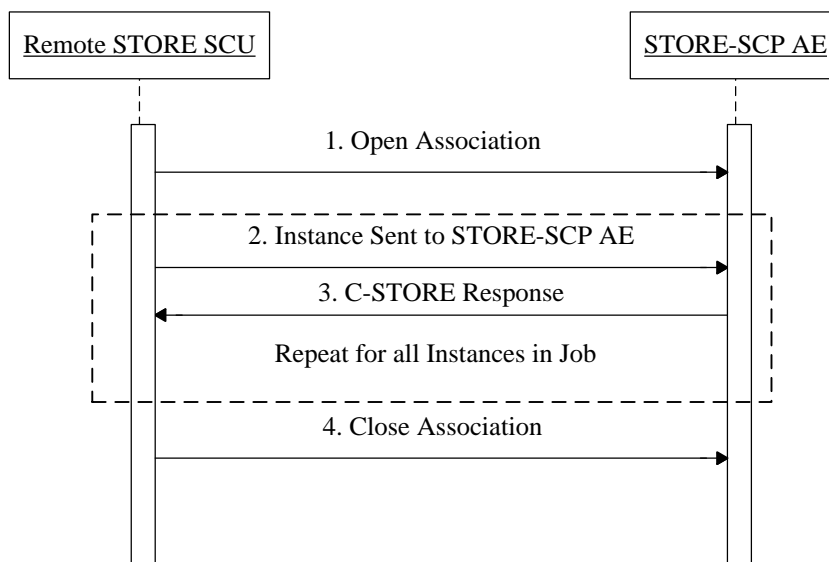 Remote STORE SCU
STORE-SCP AE
1. Open Association
2. Instance Sent to STORE-SCP AE
3. C-STORE Response
Repeat for all Instances in Job
4. Close Association